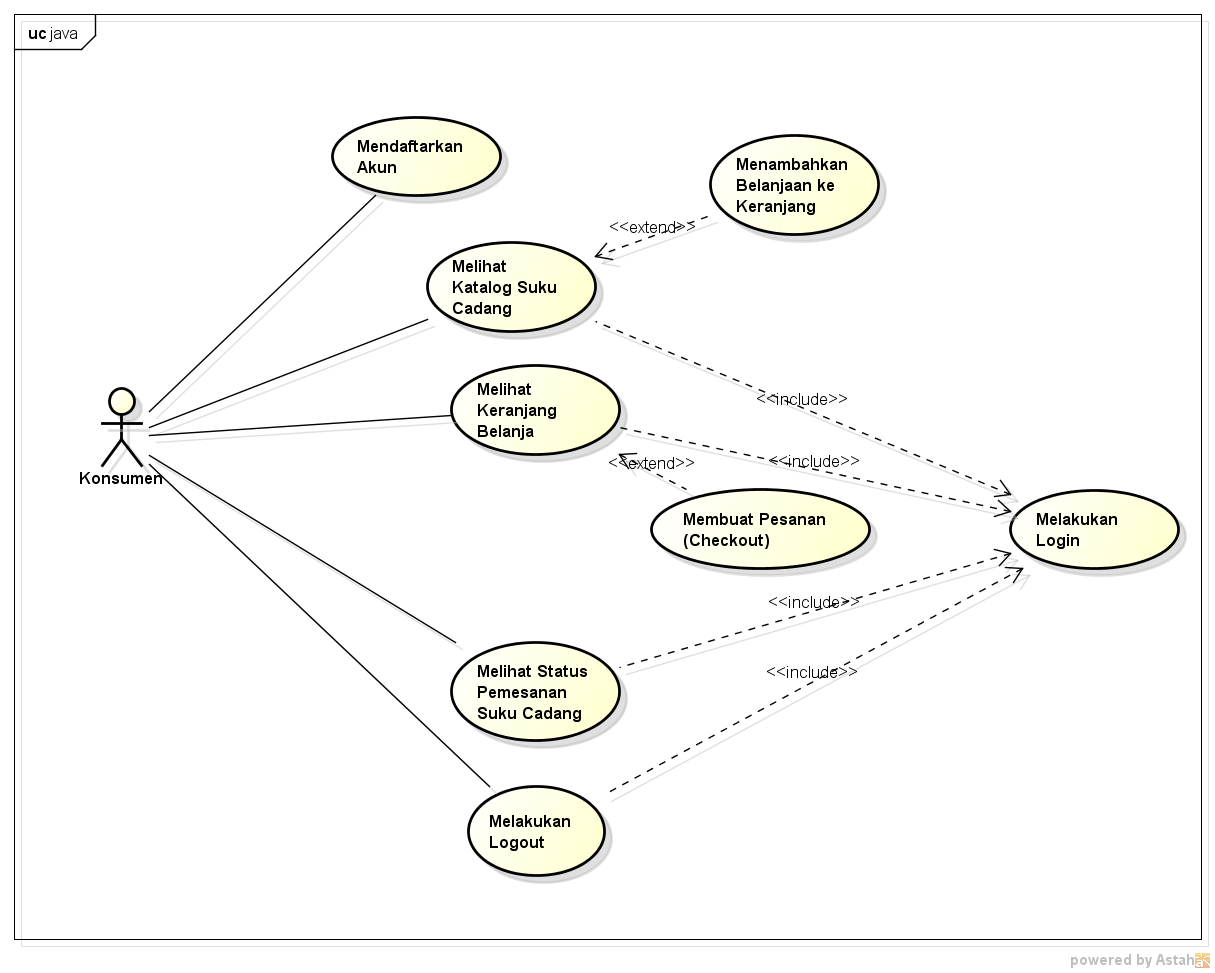 uc java
Mendaftarkan
Akun
Menambahkan
Belanjaan ke
Keranjang
<<extend>>
Melihat
Katalog Suku
Cadang
Melihat
Keranjang
Belanja
<<include>>
<<include>>
<<extend>>
Konsumen
Membuat Pesanan
(Checkout)
Melakukan
Login
<<include>>
<<include>>
Melihat Status
Pemesanan
Suku Cadang
Melakukan
Logout
powered by Astah